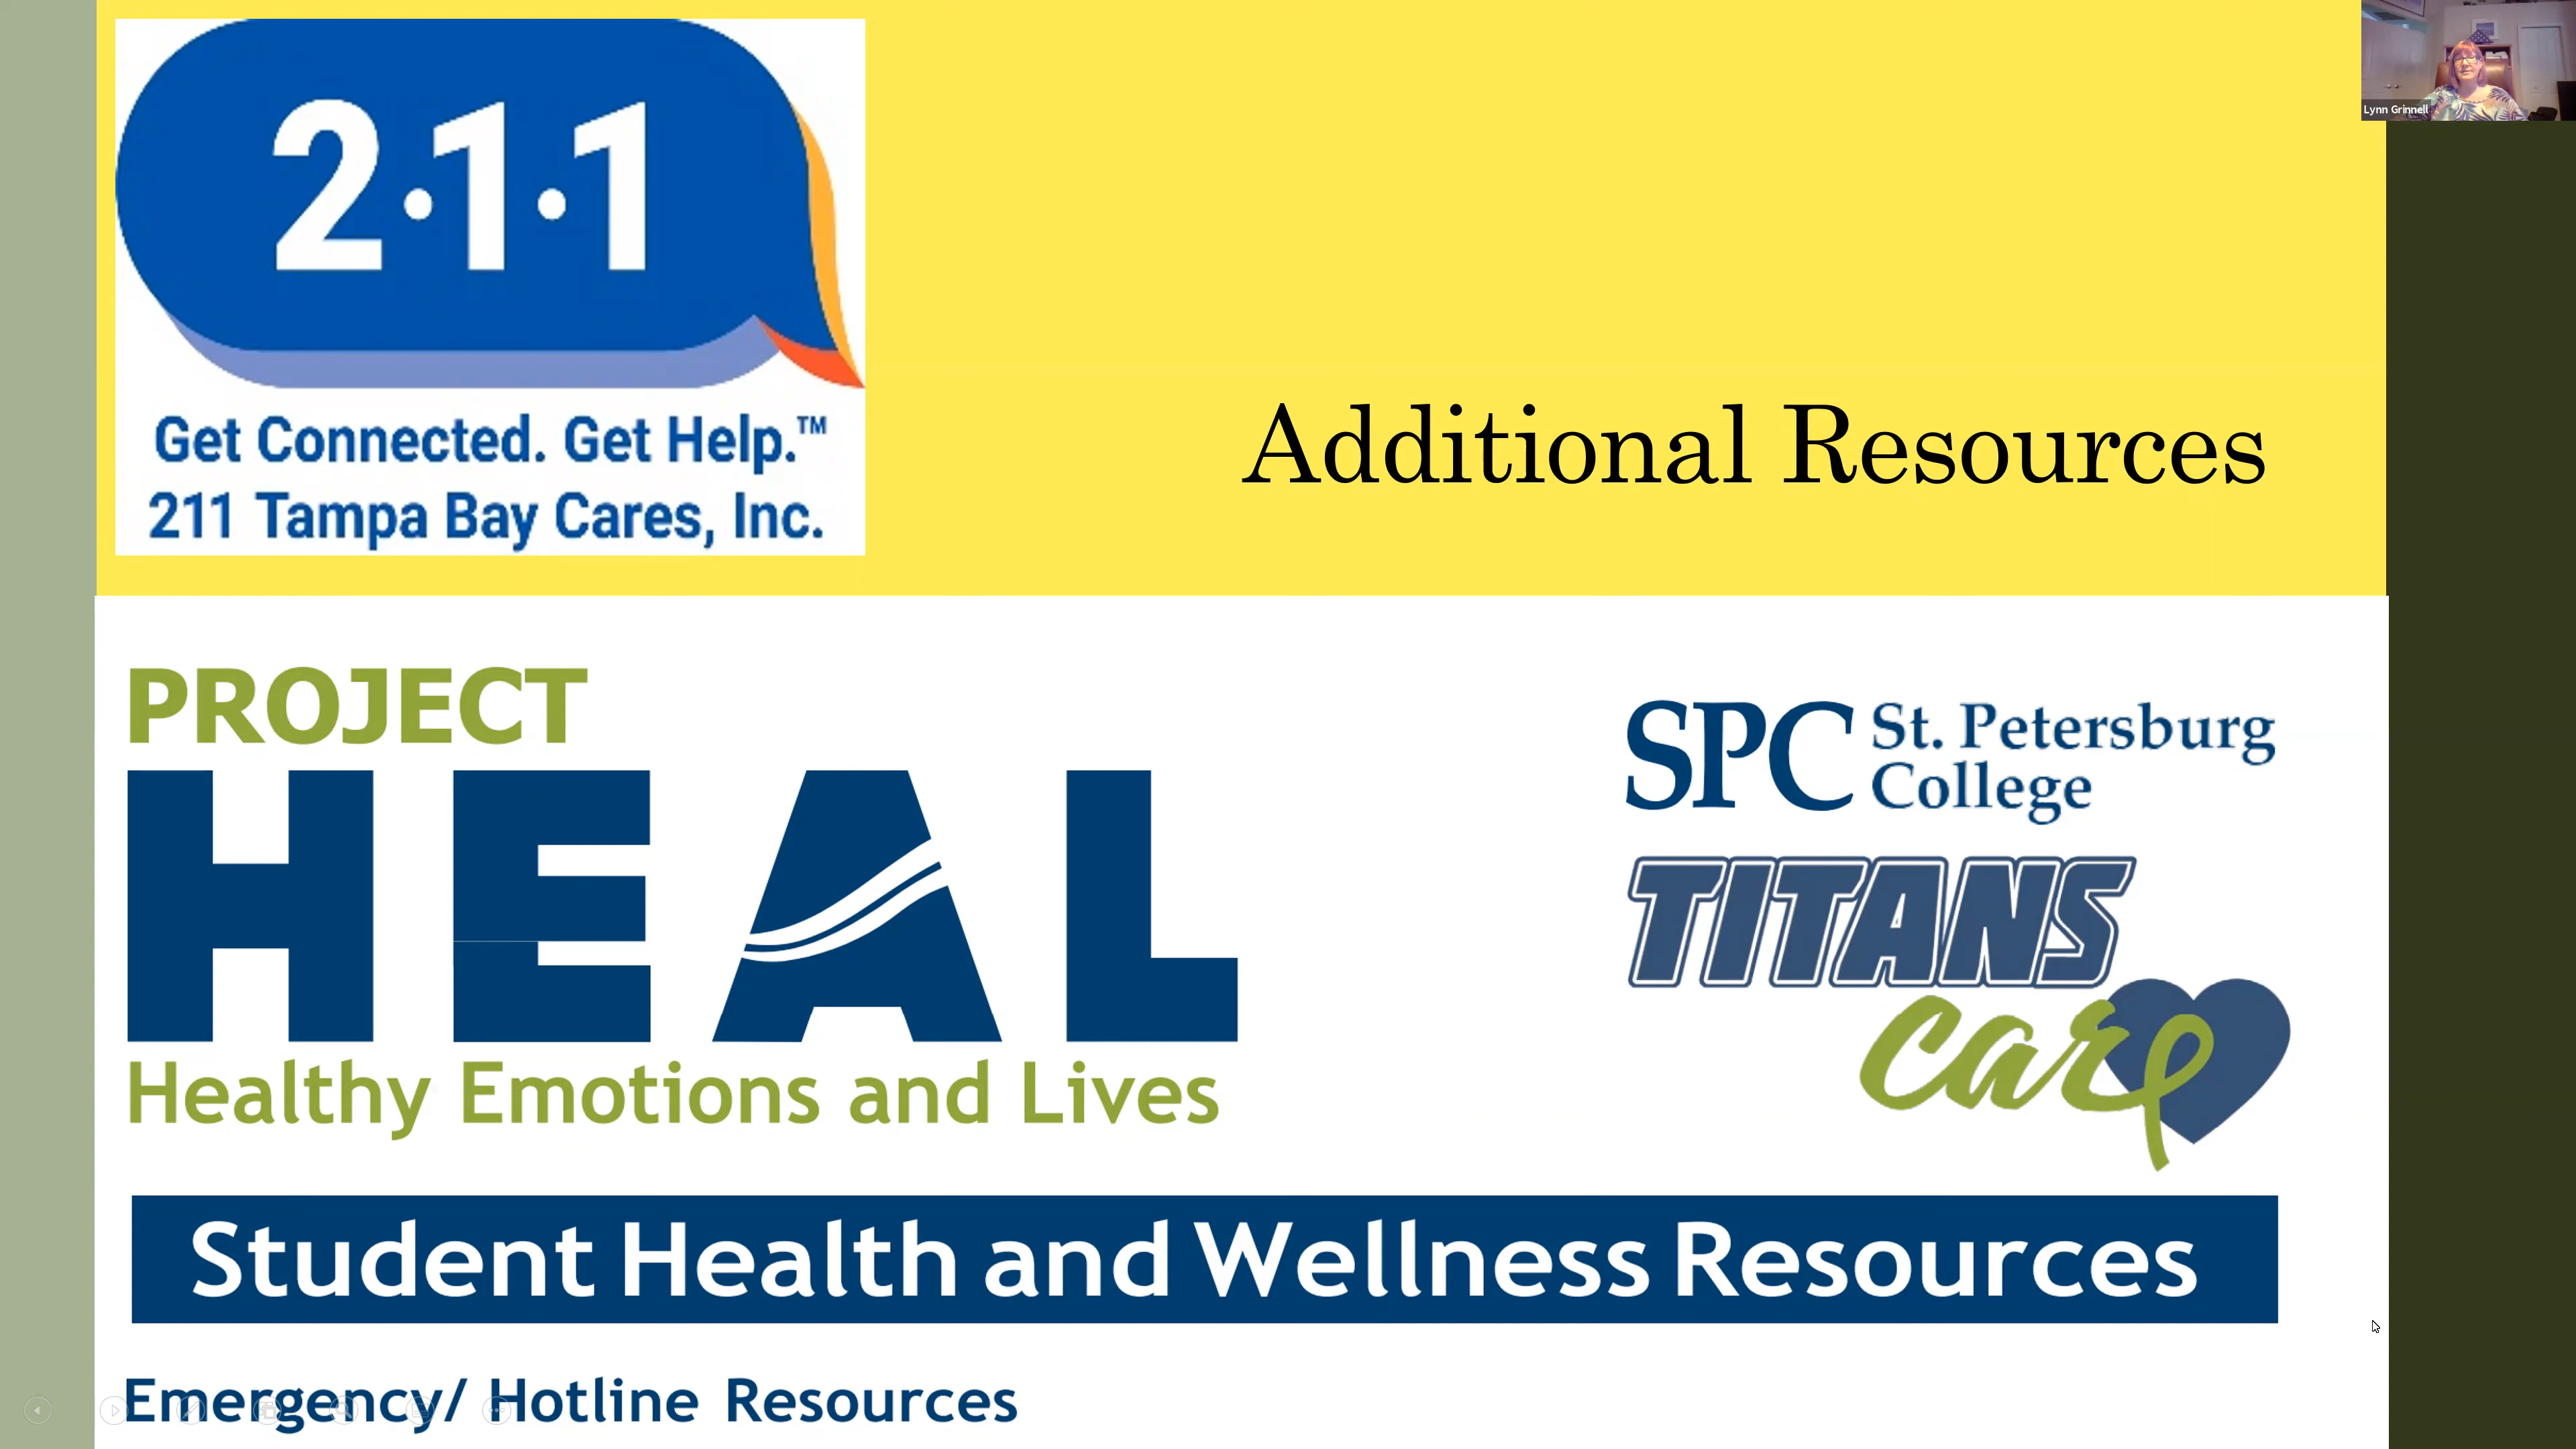 2·1·1
Get Connected. Get Help.™
211 Tampa Bay Cares, Inc.
Additional Resources
Lynn Grinnell
PROJECT
HEAL
Healthy Emotions and Lives
SPC St. Petersburg
College
TITANS
care
Student Health and Wellness Resources
Emergency/ Hotline Resources